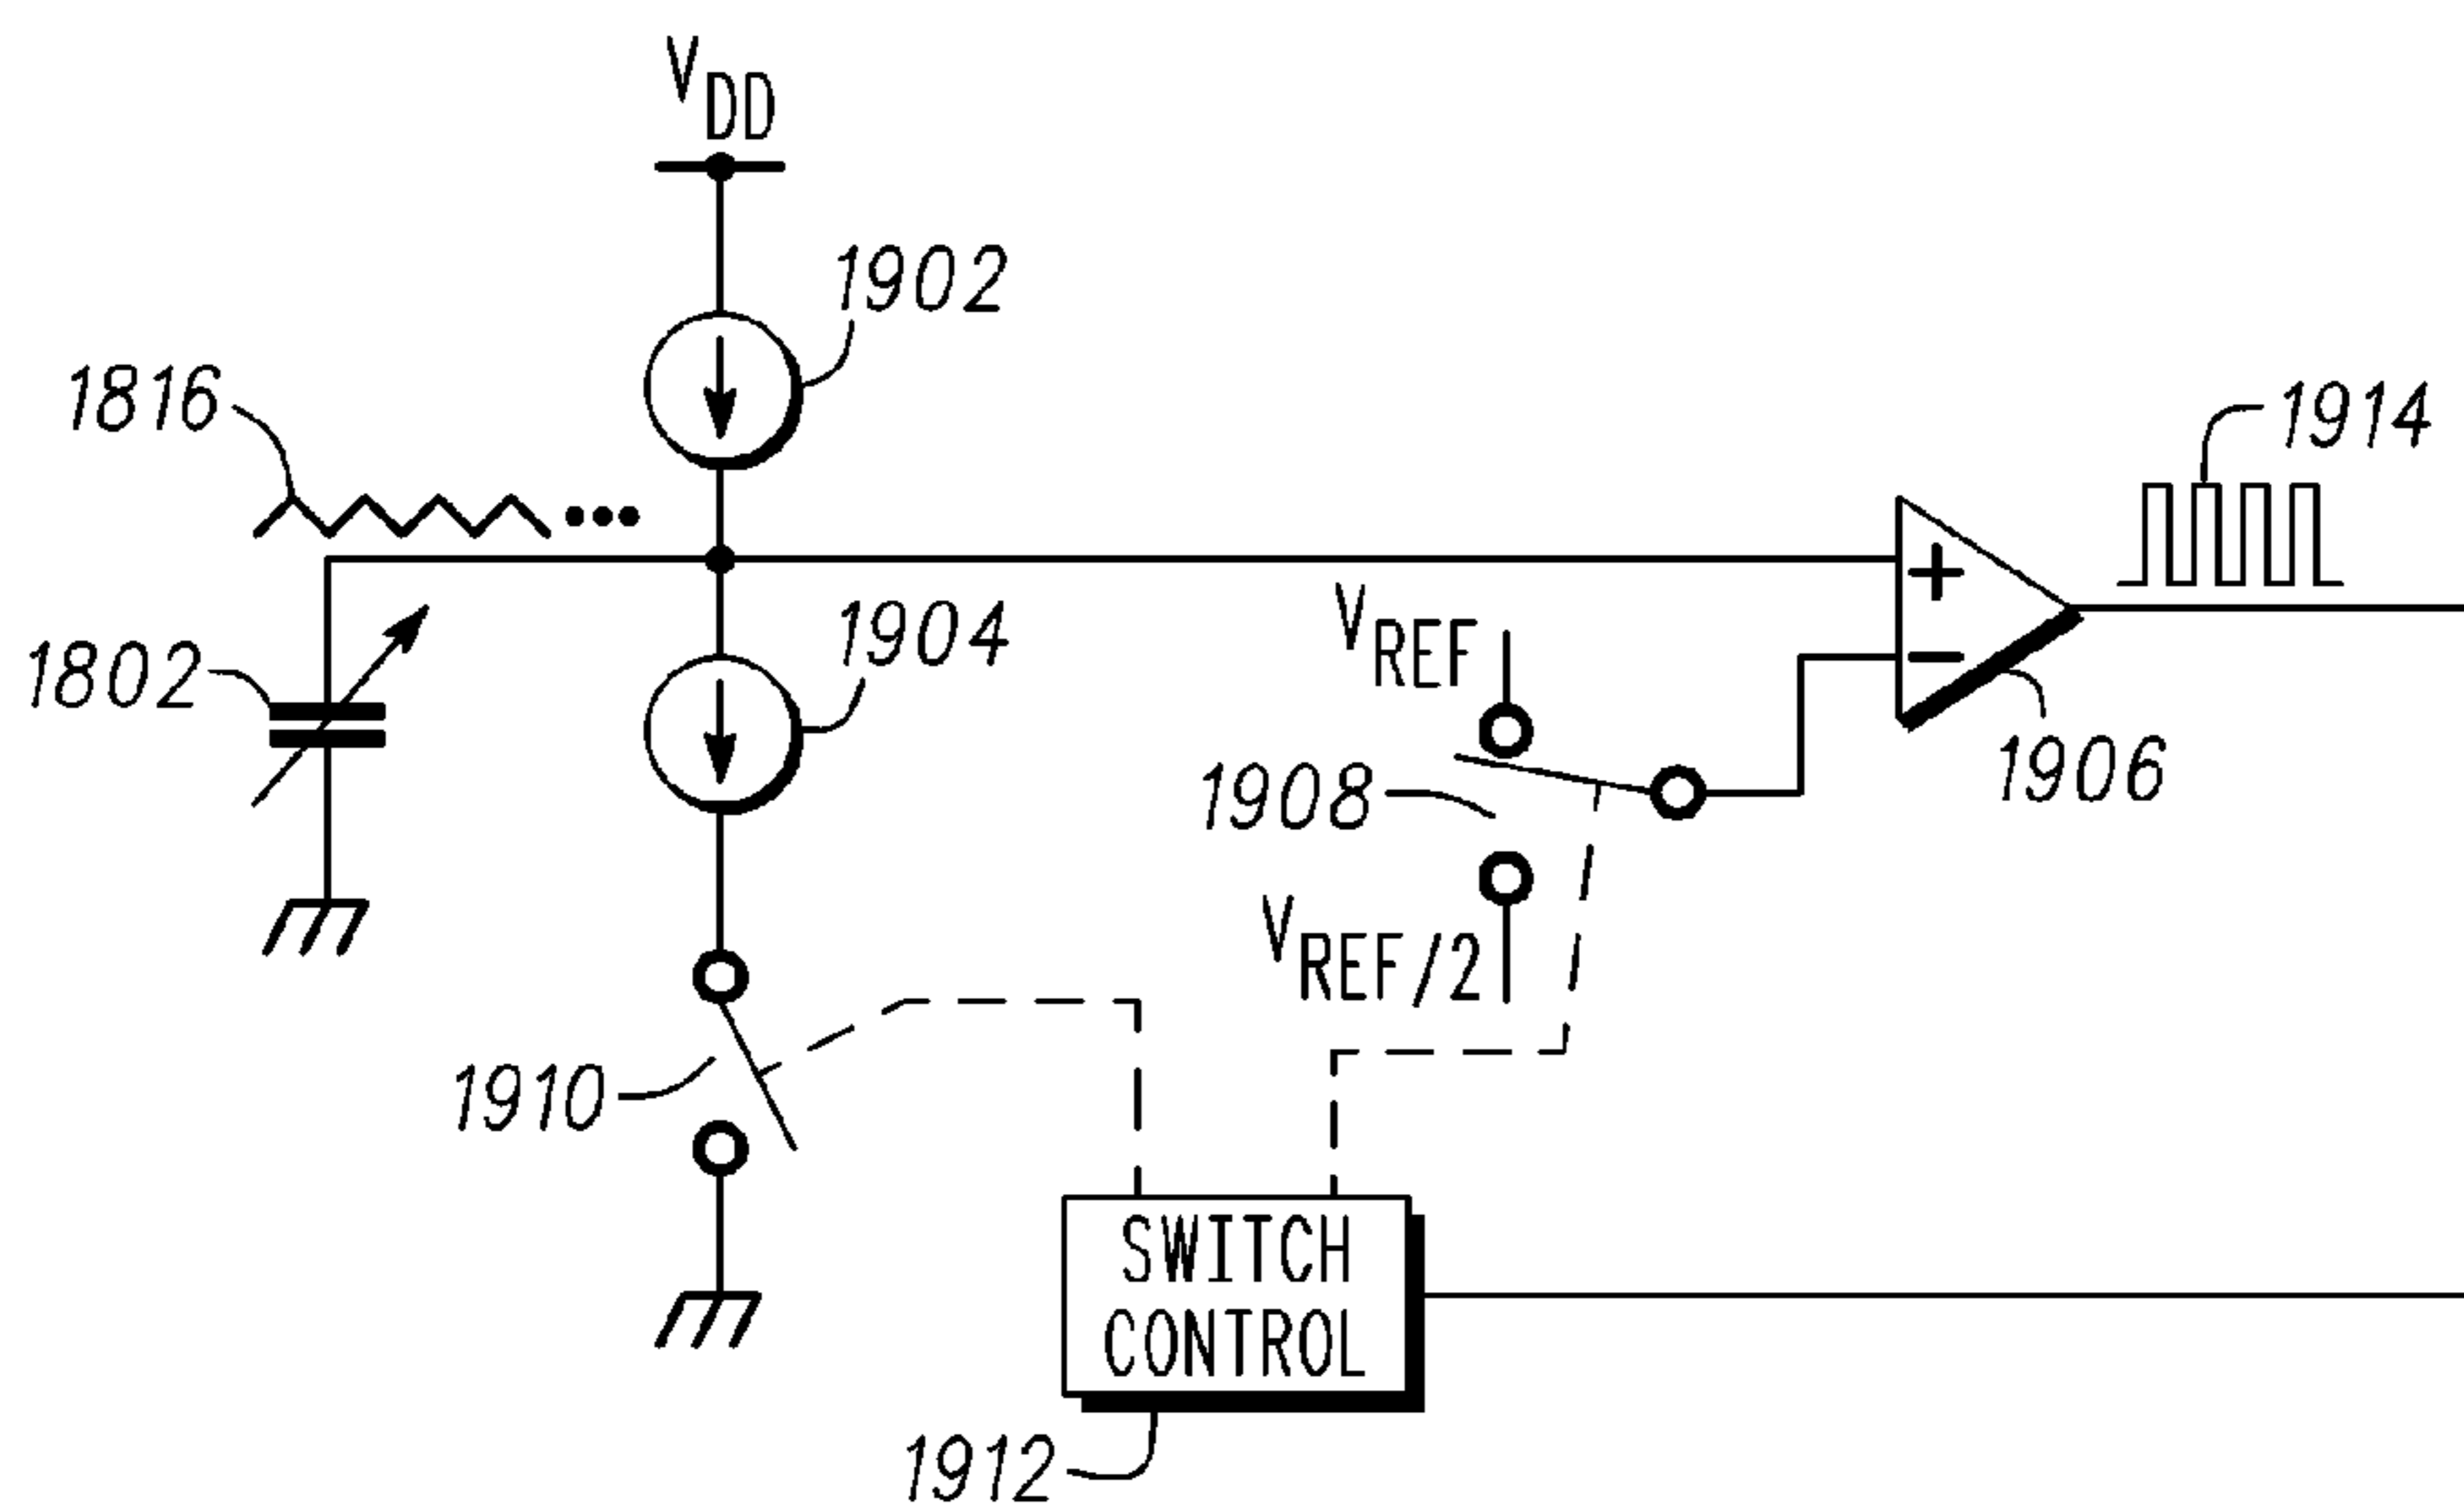 VDD
1902
1816
1914
+
1904
VREF
1802
−
1906
1908
VREF/2
1910
SWITCH
CONTROL
1912